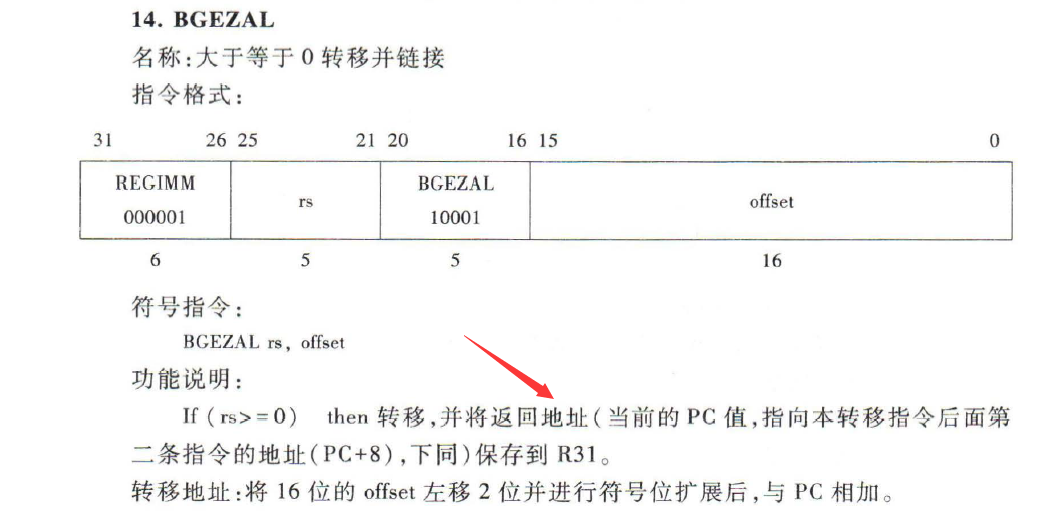 14. BGEZAL
名称:大于等于 0 转移并链接
指令格式:
31 26 25 21 20 16 15 0
REGIMM BGEZAL
rs offset
000001 10001
6 5 5 16
符号指令:
BGEZAL rs, offset
功能说明:
If (rs>=0) then 转移,并将返回地址(当前的 PC 值,指向本转移指令后面第
二条指令的地址(PC+8),下同)保存到 R31。
转移地址:将 16 位的 offset 左移 2 位并进行符号位扩展后,与 PC 相加。